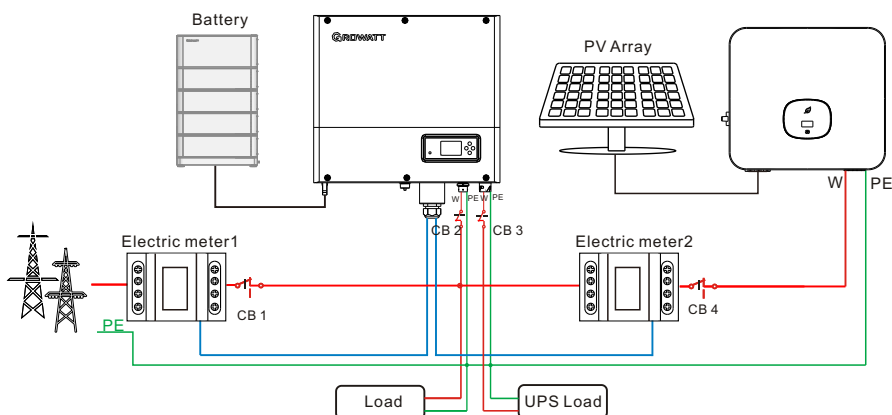 Battery
GROWATT
PV Array
W
PE
W
PE
W
PE
CB 2
CB 3
Electric meter1
Electric meter2
CB 1
CB 4
PE
Load
UPS Load